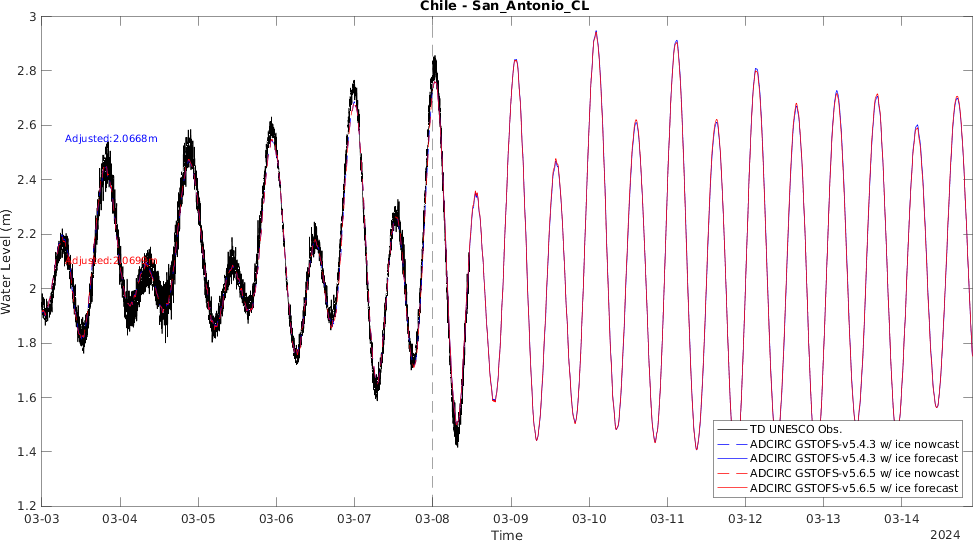 Chile - San_Antonio_CL
3
2.8
2.6
2.4
2.2
2
1.8
1.6
1.4
1.2
Water Level (m)
Adjusted:2.0668m
TD UNESCO Obs.
ADCIRC GSTOFS-v5.4.3 w/ ice nowcast
ADCIRC GSTOFS-v5.4.3 w/ ice forecast
ADCIRC GSTOFS-v5.6.5 w/ ice nowcast
ADCIRC GSTOFS-v5.6.5 w/ ice forecast
03-03 03-04 03-05 03-06 03-07 03-08 03-09 03-10 03-11 03-12 03-13 03-14
Time
2024